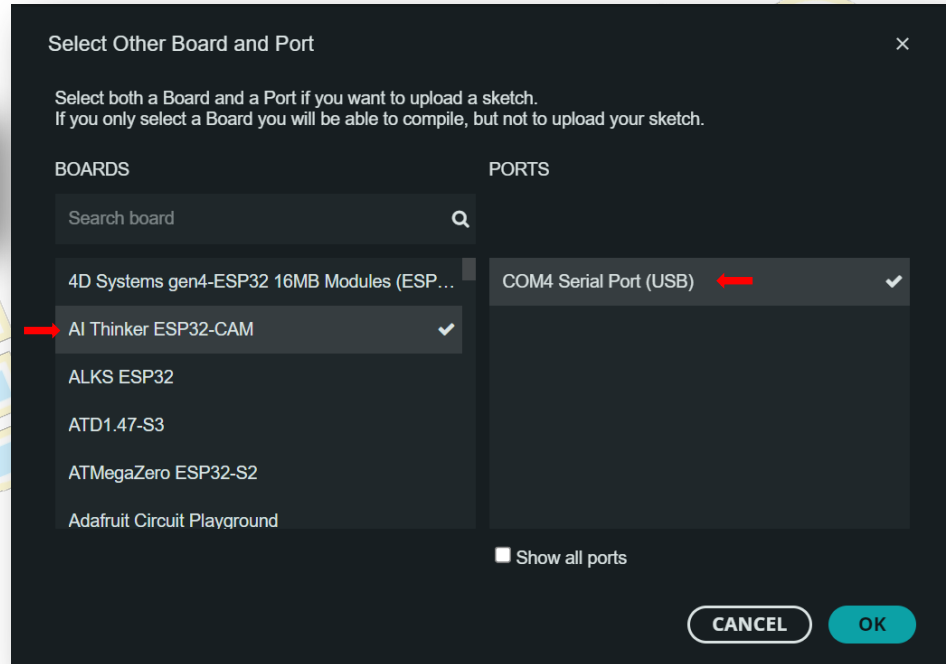 Select Other Board and Port
Select both a Board and a Port if you want to upload a sketch.
If you only select a Board you will be able to compile, but not to upload your sketch.
BOARDS
Search board
4D Systems gen4-ESP32 16MB Modules (ESP...
AI Thinker ESP32-CAM
ALKS ESP32
ATD1.47-S3
ATMegaZero ESP32-S2
Adafruit Circuit Playground
PORTS
COM4 Serial Port (USB)
Show all ports
CANCEL
OK